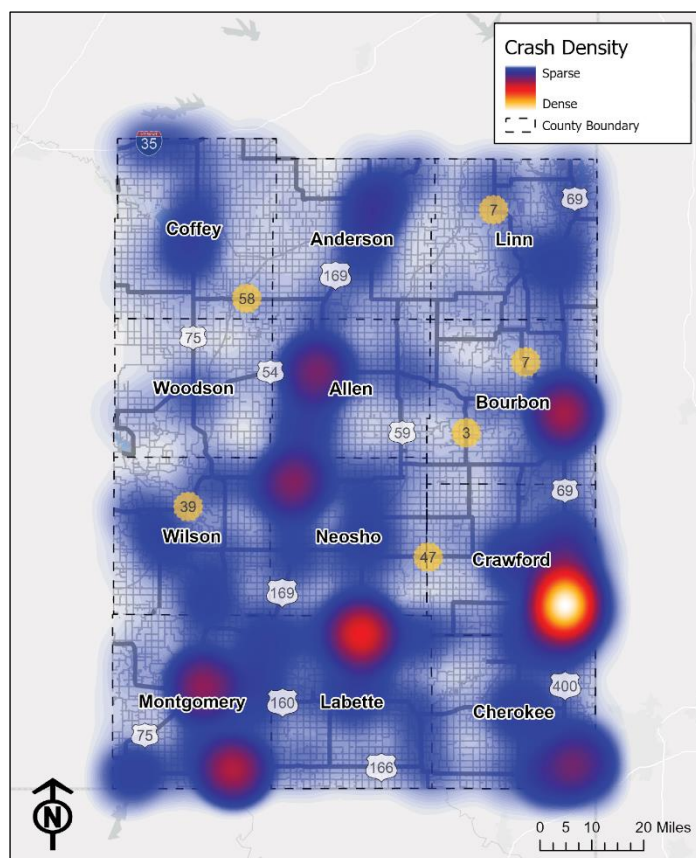 Crash Density
Sparse
Dense
County Boundary
35
69
7
Coffey
Anderson
Linn
169
58
75
7
54
Woodson
Allen
Bourbon
59
3
69
39
Wilson
Neosho
47
Crawford
169
400
Montgomery
160
Labette
Cherokee
75
166
N
0 5 10 20 Miles